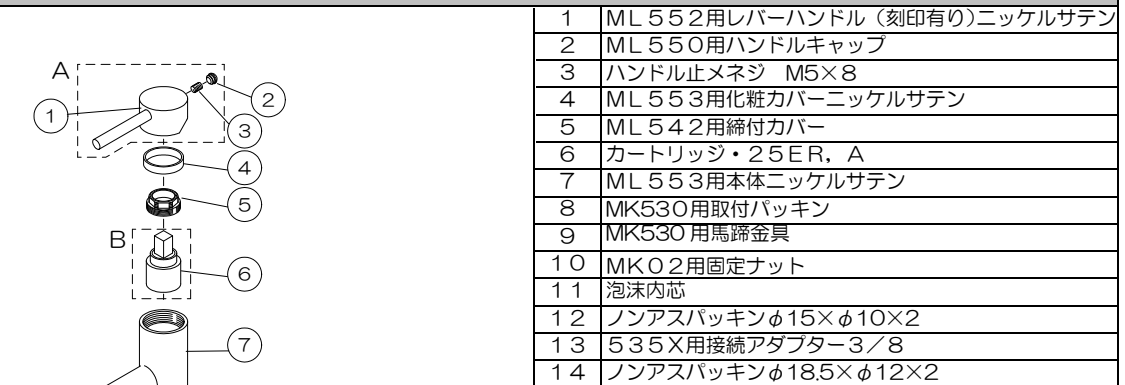 A
1
2
3
4
5
B
6
7
１ ＭＬ５５２用レバーハンドル（刻印有り)ニッケルサテン
２ ＭＬ５５０用ハンドルキャップ
３ ハンドル止メネジ　M5×8
４ ＭＬ５５３用化粧カバーニッケルサテン
５ ＭＬ５４２用締付カバー
６ カートリッジ・２５ＥＲ，Ａ
７ ＭＬ５５３用本体ニッケルサテン
８ MK530用取付パッキン
９ MK530 用馬蹄金具
１０ MK０２用固定ナット
１１ 泡沫内芯
１２ ノンアスパッキンφ15×φ10×2
１３ ５３５Ｘ用接続アダプター３／８
１４ ノンアスパッキンφ18.5×φ12×2